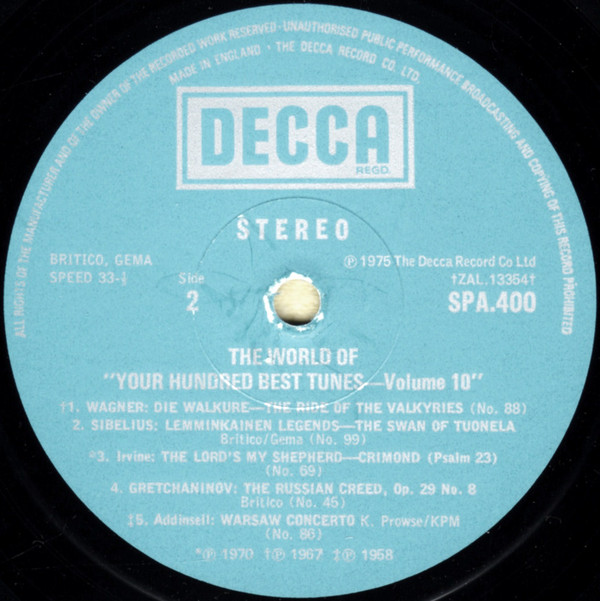 ALL RIGHTS OF THE MANUFACTURER AND OF THE OWNER OF THE RECORDED WORK RESERVED · UNAUTHORISED PUBLIC PERFORMANCE BROADCASTING AND COPYING OF THIS RECORD PROHIBITED
MADE IN ENGLAND · THE DECCA RECORD CO. LTD.
DECCA
REGD.
STEREO
BRITICO, GEMA
SPEED 33-⅓
Side
2
℗ 1975 The Decca Record Co Ltd
†ZAL.13354†
SPA.400
THE WORLD OF
"YOUR HUNDRED BEST TUNES—Volume 10"
†1. WAGNER: DIE WALKURE—THE RIDE OF THE VALKYRIES (No. 88)
2. SIBELIUS: LEMMINKAINEN LEGENDS—THE SWAN OF TUONELA
Britico/Gema (No. 99)
*3. Irvine: THE LORD'S MY SHEPHERD—CRIMOND (Psalm 23)
(No. 69)
4. GRETCHANINOV: THE RUSSIAN CREED, Op. 29 No. 8
Britico (No. 45)
‡5. Addinsell: WARSAW CONCERTO K. Prowse/KPM
(No. 86)
*℗ 1970 †℗ 1967 ‡℗ 1958